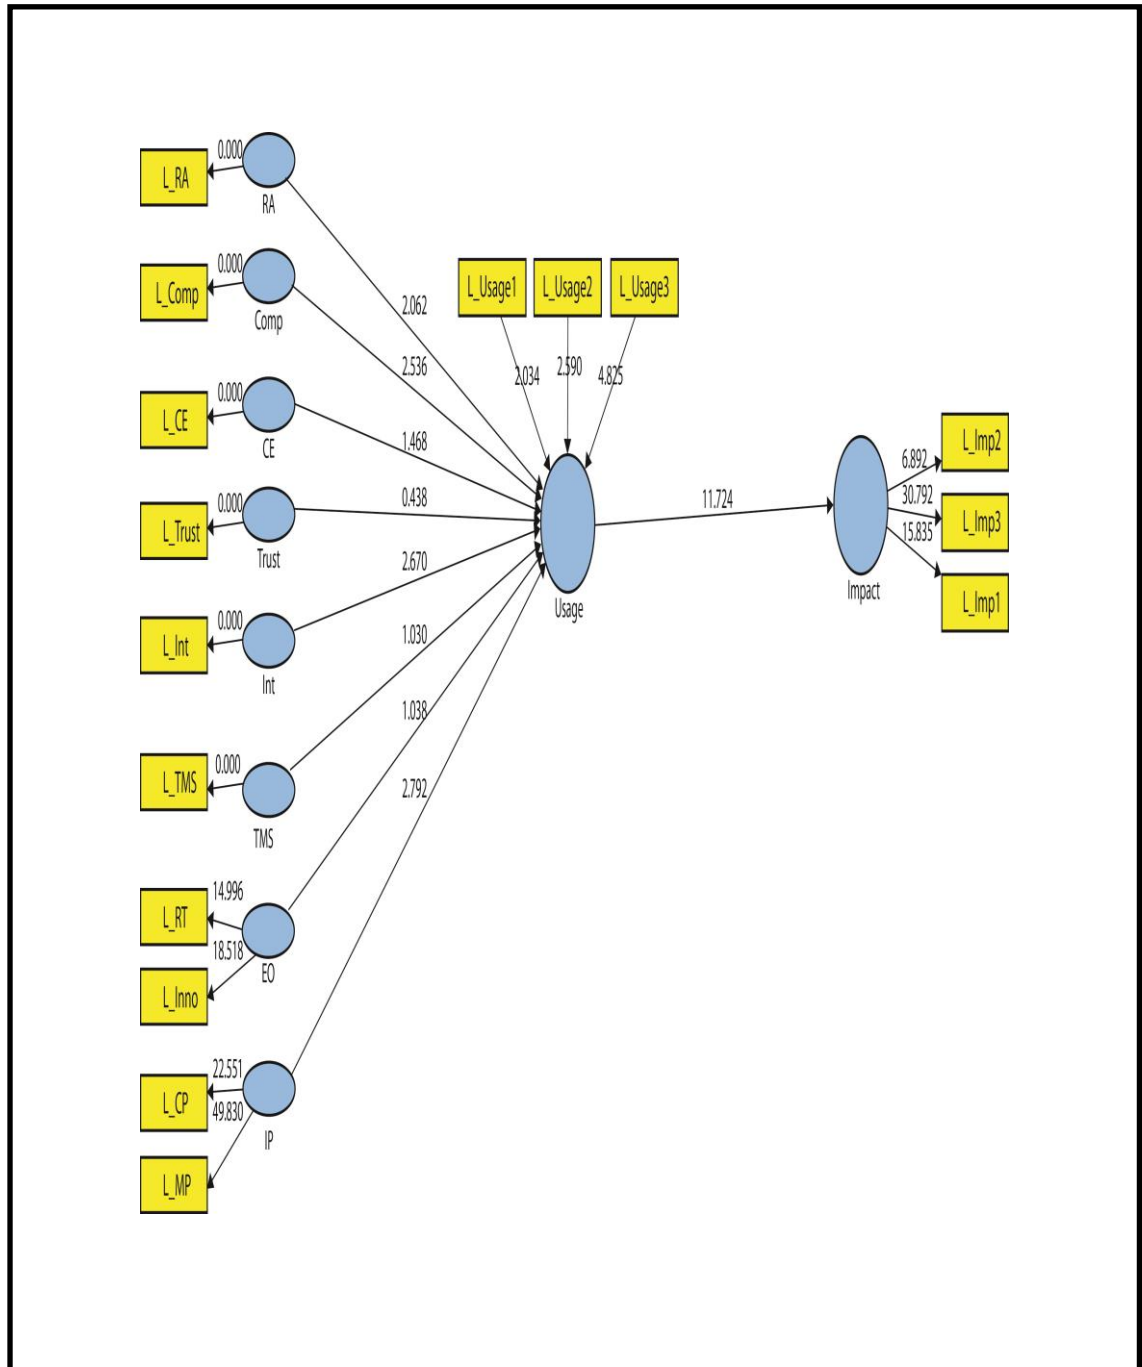 0.000
L_RA
RA
0.000
L_Comp
Comp
0.000
L_CE
CE
0.000
L_Trust
Trust
0.000
L_Int
Int
0.000
L_TMS
TMS
14.996
L_RT
18.518
EO
L_Inno
22.551
L_CP
49.830
IP
L_MP
2.062
2.536
1.468
0.438
2.670
1.030
1.038
2.792
L_Usage1
L_Usage2
L_Usage3
2.034
2.590
4.825
Usage
11.724
Impact
6.892
L_Imp2
30.792
L_Imp3
15.835
L_Imp1